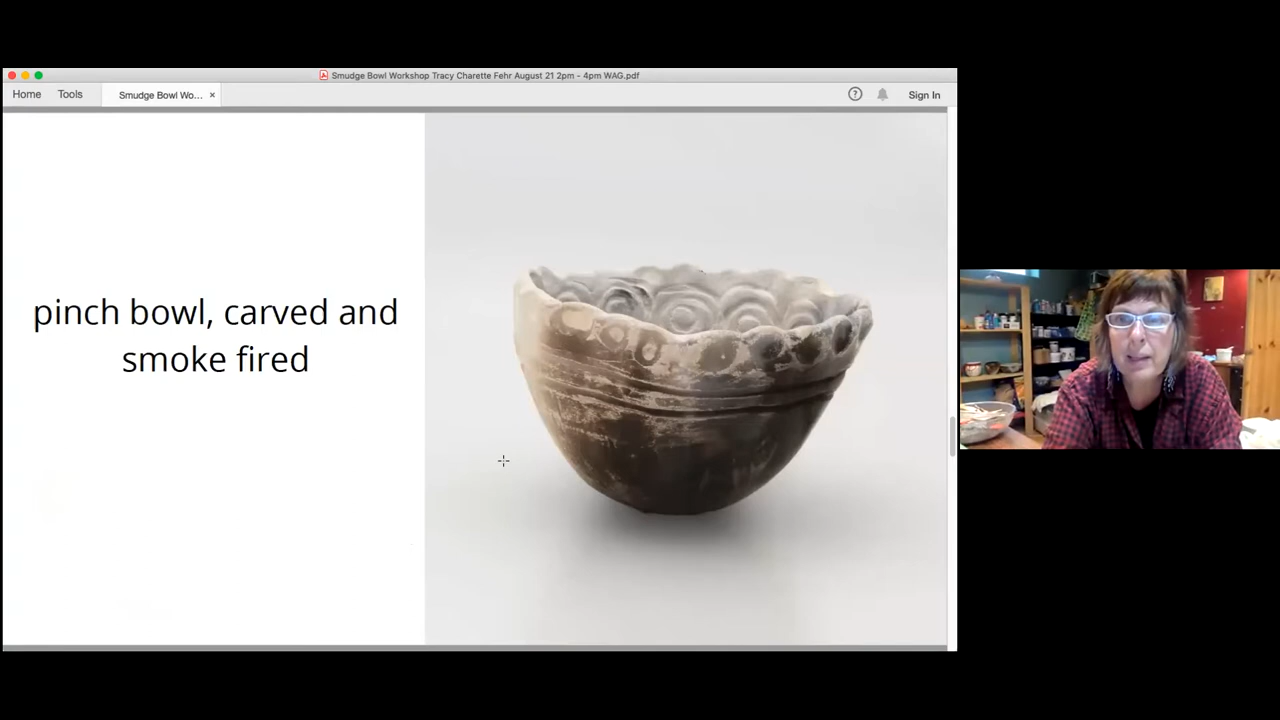 Smudge Bowl Workshop Tracy Charette Fehr August 21 2pm - 4pm WAG.pdf
Home Tools Smudge Bowl Wo... × ? Sign In
pinch bowl, carved and
smoke fired